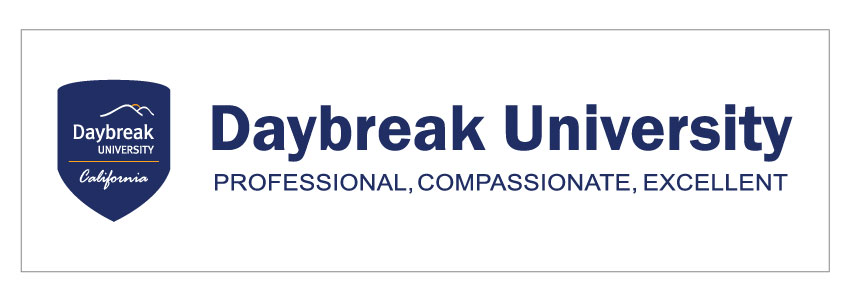 Daybreak
UNIVERSITY
California
Daybreak University
PROFESSIONAL, COMPASSIONATE, EXCELLENT